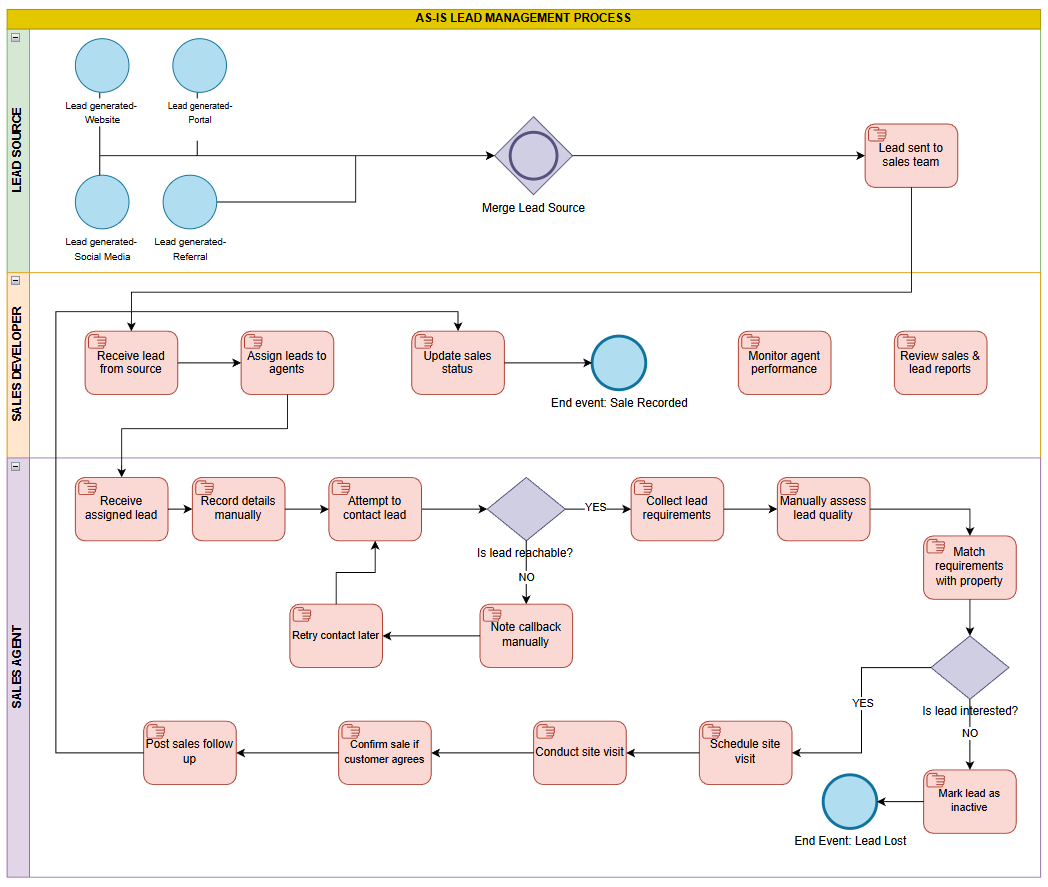 AS-IS LEAD MANAGEMENT PROCESS
LEAD SOURCE
Lead generated-
Website
Lead generated-
Portal
Lead generated-
Social Media
Lead generated-
Referral
Merge Lead Source
Lead sent to
sales team
SALES DEVELOPER
Receive lead
from source
Assign leads to
agents
Update sales
status
End event: Sale Recorded
Monitor agent
performance
Review sales &
lead reports
SALES AGENT
Receive
assigned lead
Record details
manually
Attempt to
contact lead
Is lead reachable?
YES
NO
Collect lead
requirements
Manually assess
lead quality
Match
requirements
with property
Retry contact later
Note callback
manually
Is lead interested?
YES
NO
Post sales follow
up
Confirm sale if
customer agrees
Conduct site visit
Schedule site
visit
Mark lead as
inactive
End Event: Lead Lost